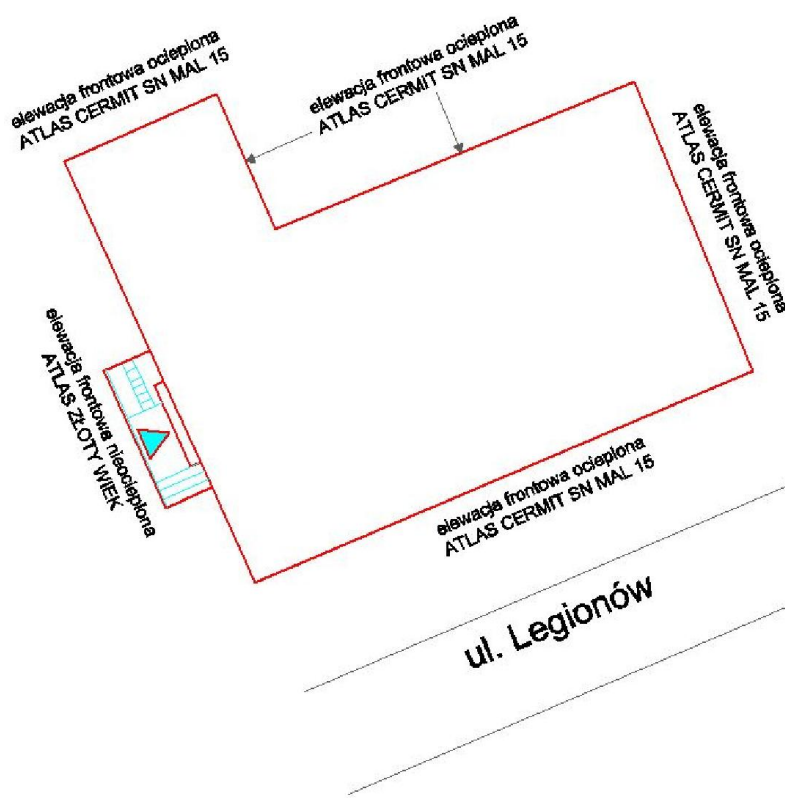 elewacja frontowa ocieplona
ATLAS CERMIT SN MAL 15
elewacja frontowa ocieplona
ATLAS CERMIT SN MAL 15
elewacja frontowa ocieplona
ATLAS CERMIT SN MAL 15
elewacja frontowa nieocieplona
ATLAS ZŁOTY WIEK
elewacja frontowa ocieplona
ATLAS CERMIT SN MAL 15
ul. Legionów